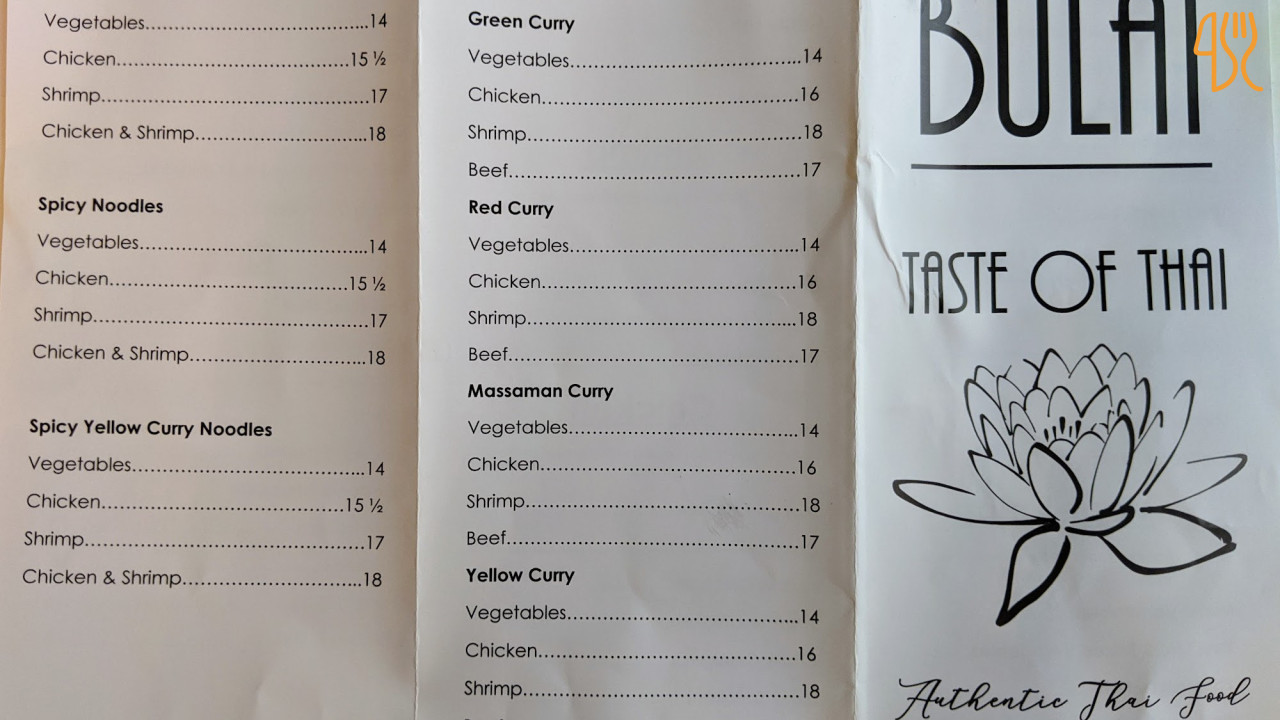 Vegetables....................................................14
Chicken....................................................15 ½
Shrimp....................................................17
Chicken & Shrimp........................................18
Spicy Noodles
Vegetables....................................................14
Chicken....................................................15 ½
Shrimp....................................................17
Chicken & Shrimp........................................18
Spicy Yellow Curry Noodles
Vegetables....................................................14
Chicken....................................................15 ½
Shrimp....................................................17
Chicken & Shrimp........................................18
Green Curry
Vegetables....................................................14
Chicken....................................................16
Shrimp....................................................18
Beef....................................................17
Red Curry
Vegetables....................................................14
Chicken....................................................16
Shrimp....................................................18
Beef....................................................17
Massaman Curry
Vegetables....................................................14
Chicken....................................................16
Shrimp....................................................18
Beef....................................................17
Yellow Curry
Vegetables....................................................14
Chicken....................................................16
Shrimp....................................................18
BULAI
TASTE OF THAI
Authentic Thai Food